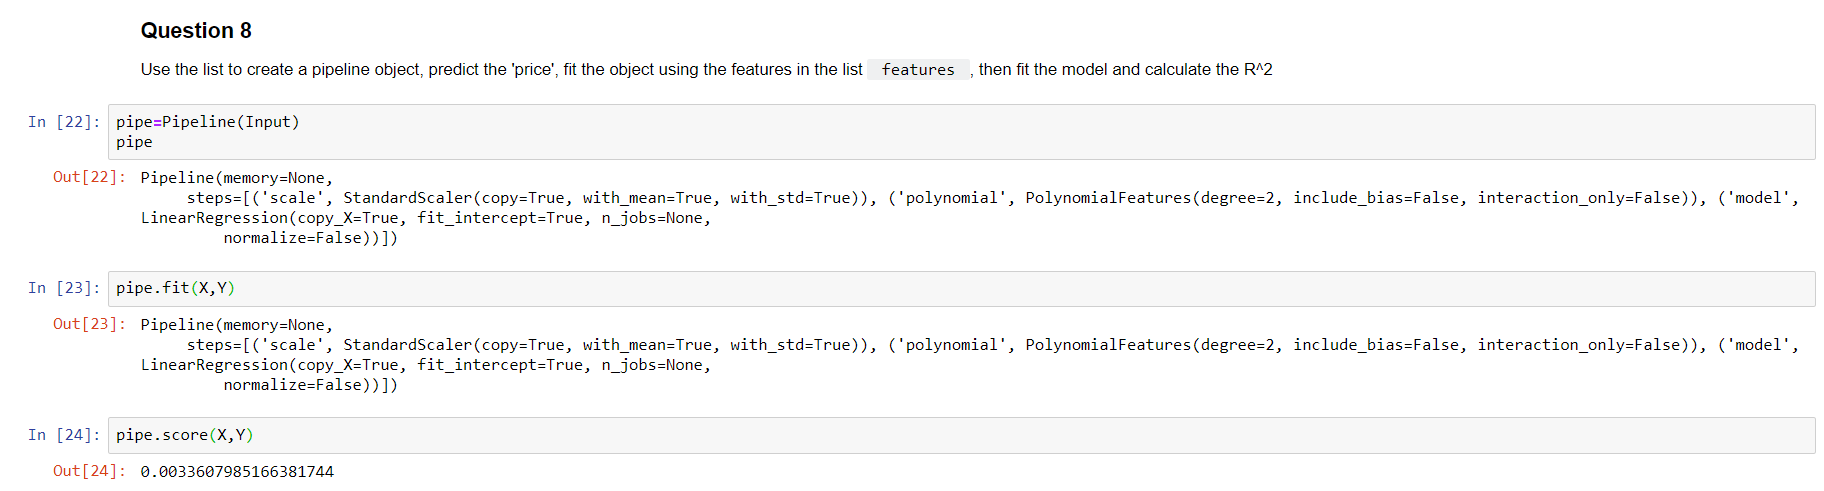 Question 8
Use the list to create a pipeline object, predict the 'price', fit the object using the features in the list features , then fit the model and calculate the R^2
In [22]: pipe=Pipeline(Input)
pipe
Out[22]: Pipeline(memory=None,
steps=[('scale', StandardScaler(copy=True, with_mean=True, with_std=True)), ('polynomial', PolynomialFeatures(degree=2, include_bias=False, interaction_only=False)), ('model',
LinearRegression(copy_X=True, fit_intercept=True, n_jobs=None,
normalize=False))])
In [23]: pipe.fit(X,Y)
Out[23]: Pipeline(memory=None,
steps=[('scale', StandardScaler(copy=True, with_mean=True, with_std=True)), ('polynomial', PolynomialFeatures(degree=2, include_bias=False, interaction_only=False)), ('model',
LinearRegression(copy_X=True, fit_intercept=True, n_jobs=None,
normalize=False))])
In [24]: pipe.score(X,Y)
Out[24]: 0.0033607985166381744